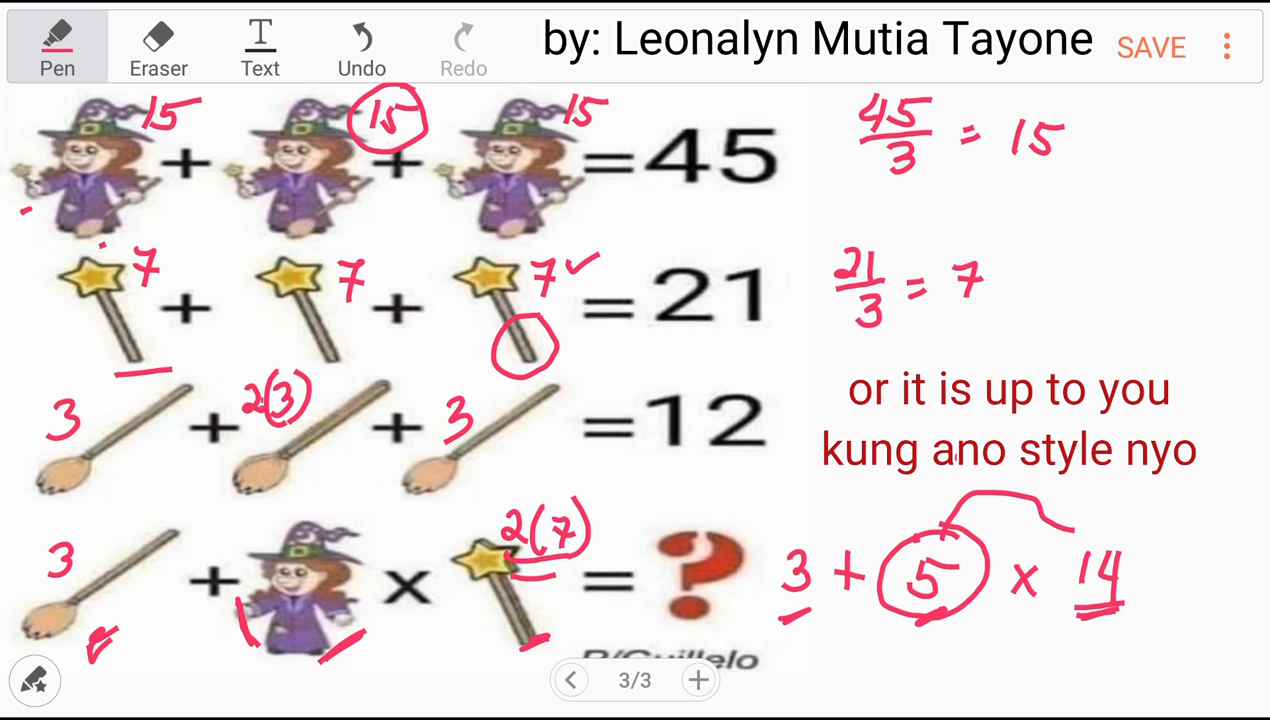 by: Leonalyn Mutia Tayone
SAVE
Pen Eraser Text Undo Redo
T
15 + 15 + 15 = 45
45/3 = 15
7 + 7 + 7 = 21
21/3 = 7
3 + 2(3) + 3 = 12
or it is up to you
kung ano style nyo
3 + x 2(7) = ?
3 + 5 x 14
3/3